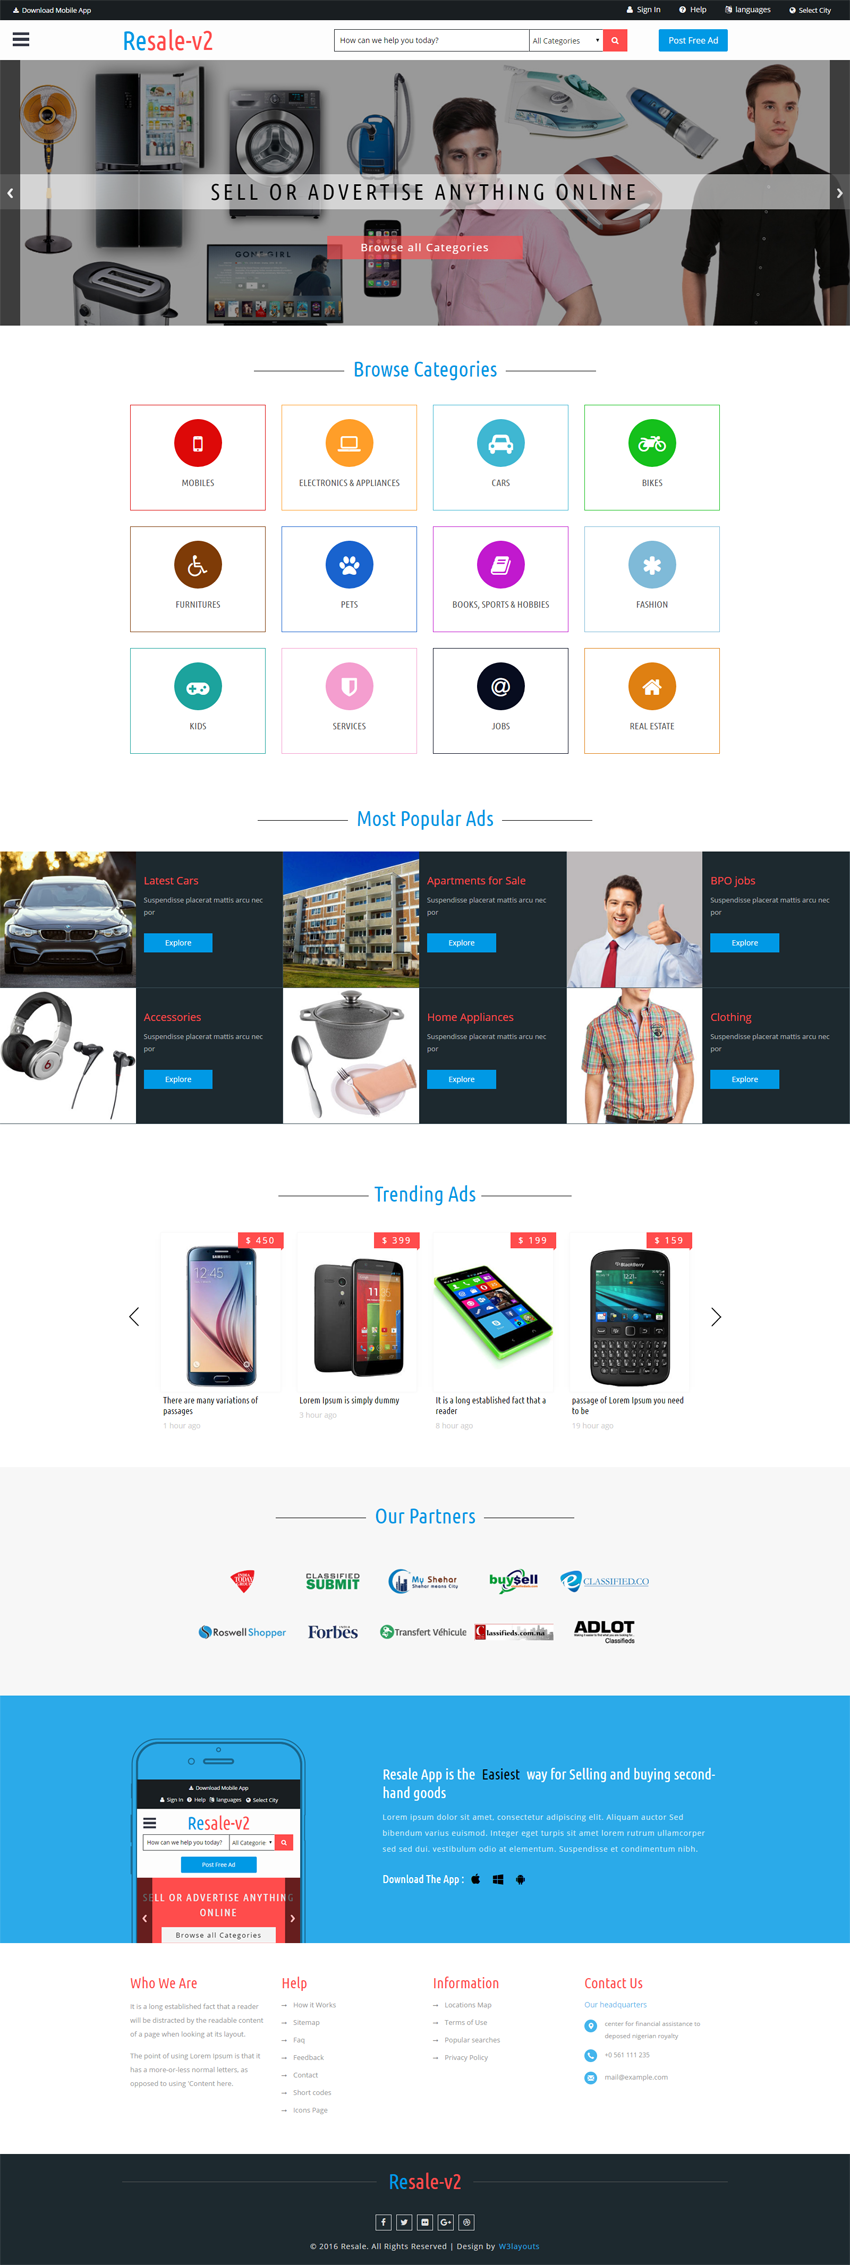 Download Mobile App
Sign In
Help
languages
Select City
Resale-v2
How can we help you today?
All Categories
Post Free Ad
SELL OR ADVERTISE ANYTHING ONLINE
GONE GIRL
Browse all Categories
Browse Categories
MOBILES
ELECTRONICS & APPLIANCES
CARS
BIKES
FURNITURES
PETS
BOOKS, SPORTS & HOBBIES
FASHION
KIDS
SERVICES
JOBS
REAL ESTATE
Most Popular Ads
Latest Cars
Suspendisse placerat mattis arcu nec
por
Explore
Apartments for Sale
Suspendisse placerat mattis arcu nec
por
Explore
BPO jobs
Suspendisse placerat mattis arcu nec
por
Explore
Accessories
Suspendisse placerat mattis arcu nec
por
Explore
Home Appliances
Suspendisse placerat mattis arcu nec
por
Explore
Clothing
Suspendisse placerat mattis arcu nec
por
Explore
Trending Ads
$ 450
SAMSUNG
12:45
There are many variations of
passages
1 hour ago
$ 399
Lorem Ipsum is simply dummy
3 hour ago
$ 199
It is a long established fact that a
reader
8 hour ago
$ 159
BlackBerry
passage of Lorem Ipsum you need
to be
19 hour ago
Our Partners
INDIA
TODAY
GROUP
CLASSIFIED
SUBMIT
My Shehar
Shehar means City
buysell
CLASSIFIED.CO
Roswell Shopper
Forbes
Transfert Véhicule
Classifieds.com.na
ADLOT
Classifieds
Download Mobile App
Sign In
Help
languages
Select City
Resale-v2
How can we help you today?
All Categorie
Post Free Ad
SELL OR ADVERTISE ANYTHING
ONLINE
Browse all Categories
Resale App is the Easiest way for Selling and buying second-
hand goods
Lorem ipsum dolor sit amet, consectetur adipiscing elit. Aliquam auctor Sed
bibendum varius euismod. Integer eget turpis sit amet lorem rutrum ullamcorper
sed sed dui. vestibulum odio at elementum. Suspendisse et condimentum nibh.
Download The App :
Who We Are
It is a long established fact that a reader
will be distracted by the readable content
of a page when looking at its layout.
The point of using Lorem Ipsum is that it
has a more-or-less normal letters, as
opposed to using 'Content here.
Help
How it Works
Sitemap
Faq
Feedback
Contact
Short codes
Icons Page
Information
Locations Map
Terms of Use
Popular searches
Privacy Policy
Contact Us
Our headquarters
center for financial assistance to
deposed nigerian royalty
+0 561 111 235
mail@example.com
Resale-v2
© 2016 Resale. All Rights Reserved | Design by W3layouts